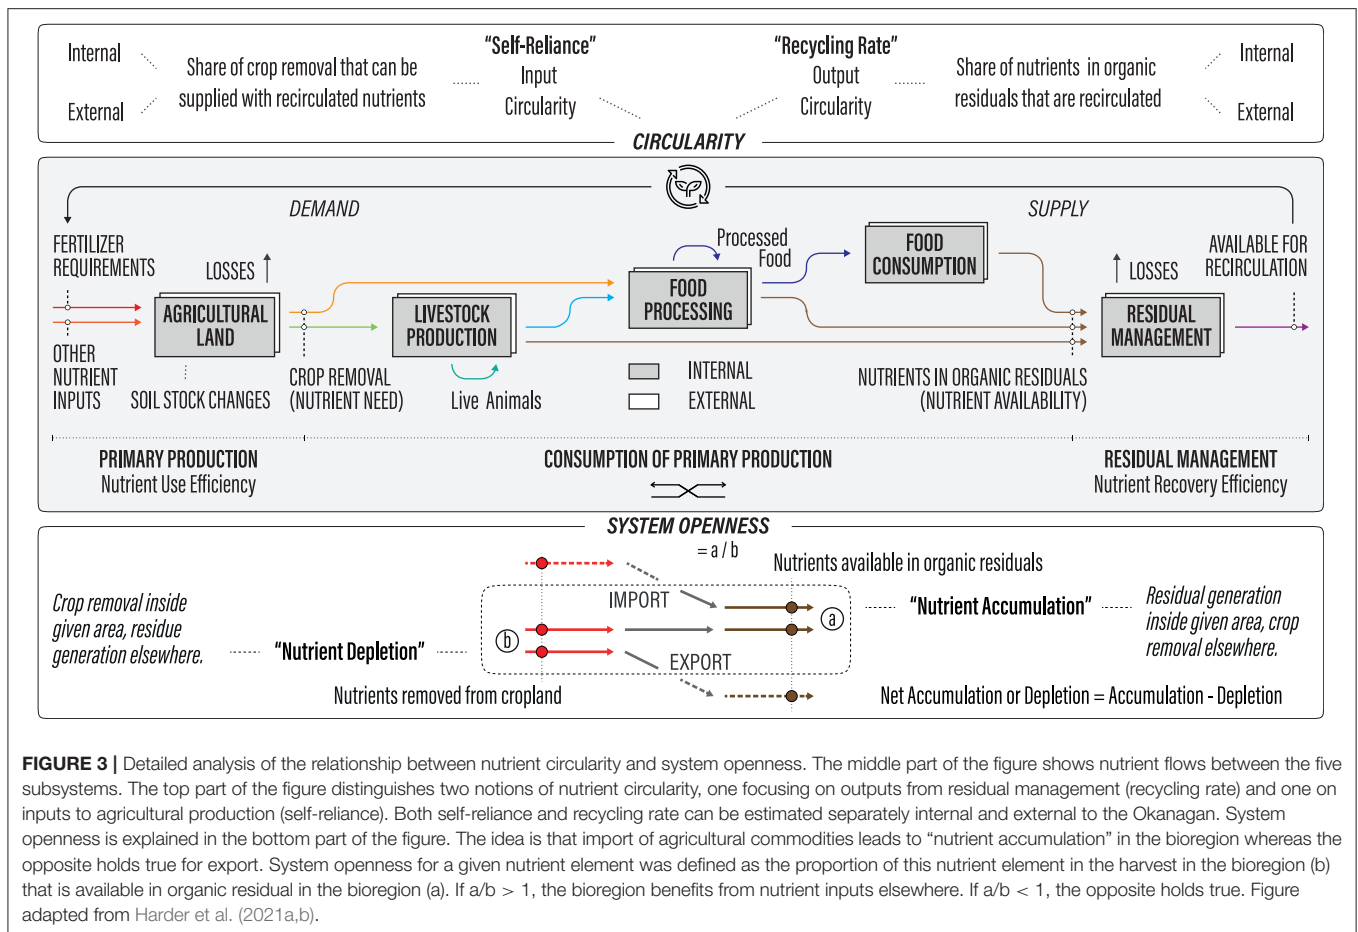 Internal
External
Share of crop removal that can be
supplied with recirculated nutrients
“Self-Reliance”
Input
Circularity
“Recycling Rate”
Output
Circularity
Share of nutrients in organic
residuals that are recirculated
Internal
External
CIRCULARITY
DEMAND
SUPPLY
FERTILIZER
REQUIREMENTS
LOSSES
AGRICULTURAL
LAND
OTHER
NUTRIENT
INPUTS
SOIL STOCK CHANGES
CROP REMOVAL
(NUTRIENT NEED)
LIVESTOCK
PRODUCTION
Live Animals
FOOD
PROCESSING
Processed
Food
INTERNAL
EXTERNAL
FOOD
CONSUMPTION
NUTRIENTS IN ORGANIC RESIDUALS
(NUTRIENT AVAILABILITY)
LOSSES
RESIDUAL
MANAGEMENT
AVAILABLE FOR
RECIRCULATION
PRIMARY PRODUCTION
Nutrient Use Efficiency
CONSUMPTION OF PRIMARY PRODUCTION
RESIDUAL MANAGEMENT
Nutrient Recovery Efficiency
SYSTEM OPENNESS
= a / b
Nutrients available in organic residuals
Crop removal inside
given area, residue
generation elsewhere.
“Nutrient Depletion”
b
IMPORT
EXPORT
a
“Nutrient Accumulation”
Residual generation
inside given area, crop
removal elsewhere.
Nutrients removed from cropland
Net Accumulation or Depletion = Accumulation - Depletion
FIGURE 3 | Detailed analysis of the relationship between nutrient circularity and system openness. The middle part of the figure shows nutrient flows between the five
subsystems. The top part of the figure distinguishes two notions of nutrient circularity, one focusing on outputs from residual management (recycling rate) and one on
inputs to agricultural production (self-reliance). Both self-reliance and recycling rate can be estimated separately internal and external to the Okanagan. System
openness is explained in the bottom part of the figure. The idea is that import of agricultural commodities leads to “nutrient accumulation” in the bioregion whereas the
opposite holds true for export. System openness for a given nutrient element was defined as the proportion of this nutrient element in the harvest in the bioregion (b)
that is available in organic residual in the bioregion (a). If a/b > 1, the bioregion benefits from nutrient inputs elsewhere. If a/b < 1, the opposite holds true. Figure
adapted from Harder et al. (2021a,b).